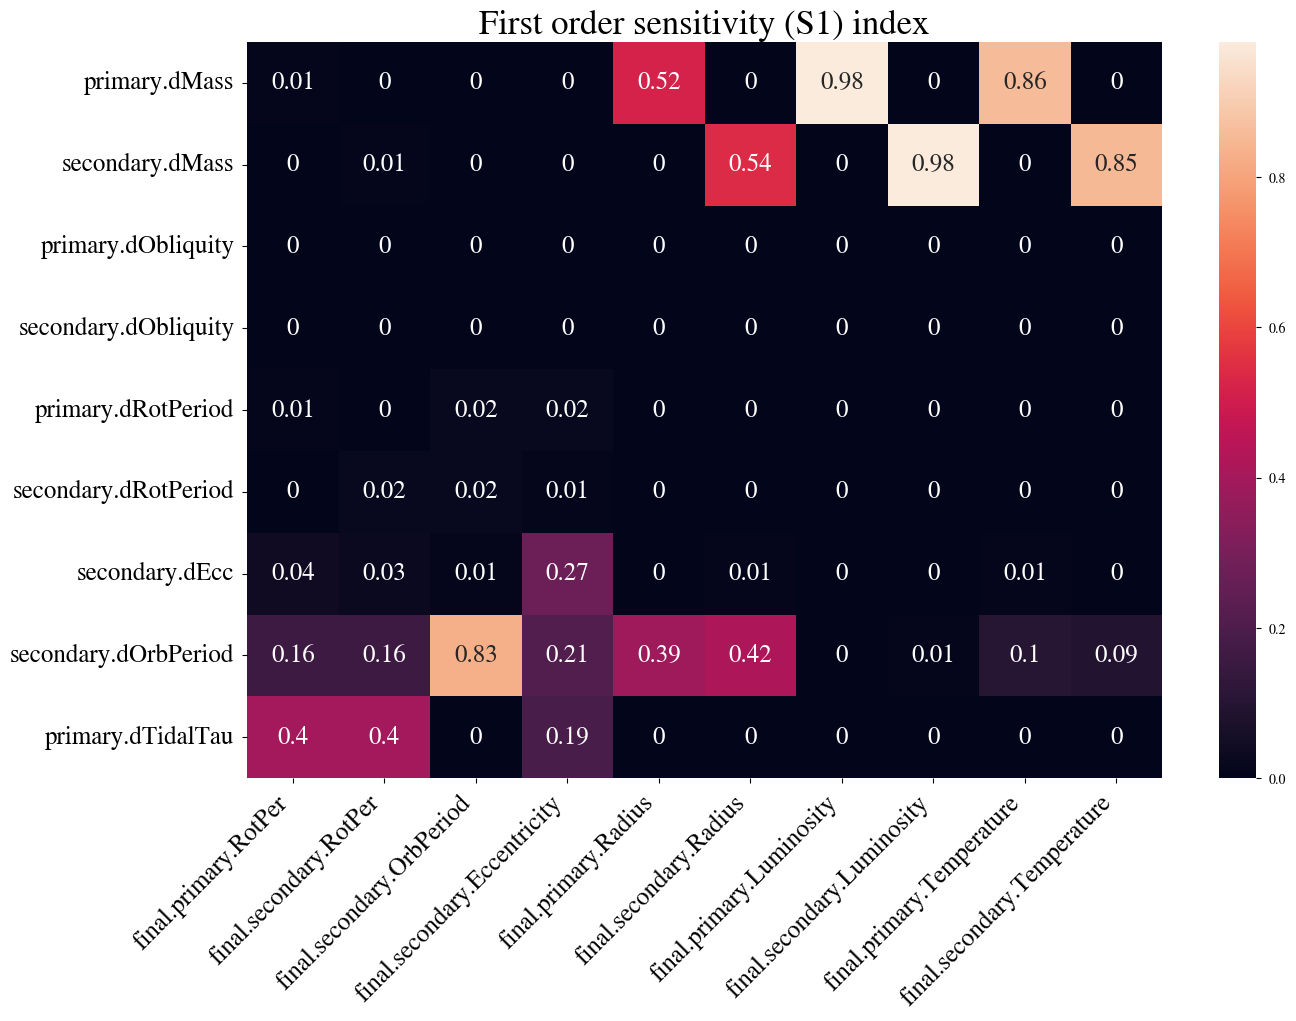 First order sensitivity (S1) index
primary.dMass 0.01 0 0 0 0.52 0 0.98 0 0.86 0
secondary.dMass 0 0.01 0 0 0 0.54 0 0.98 0 0.85
primary.dObliquity 0 0 0 0 0 0 0 0 0 0
secondary.dObliquity 0 0 0 0 0 0 0 0 0 0
primary.dRotPeriod 0.01 0 0.02 0.02 0 0 0 0 0 0
secondary.dRotPeriod 0 0.02 0.02 0.01 0 0 0 0 0 0
secondary.dEcc 0.04 0.03 0.01 0.27 0 0.01 0 0 0.01 0
secondary.dOrbPeriod 0.16 0.16 0.83 0.21 0.39 0.42 0 0.01 0.1 0.09
primary.dTidalTau 0.4 0.4 0 0.19 0 0 0 0 0 0
final.primary.RotPer
final.secondary.RotPer
final.secondary.OrbPeriod
final.secondary.Eccentricity
final.primary.Radius
final.secondary.Radius
final.primary.Luminosity
final.secondary.Luminosity
final.primary.Temperature
final.secondary.Temperature
0.8
0.6
0.4
0.2
0.0